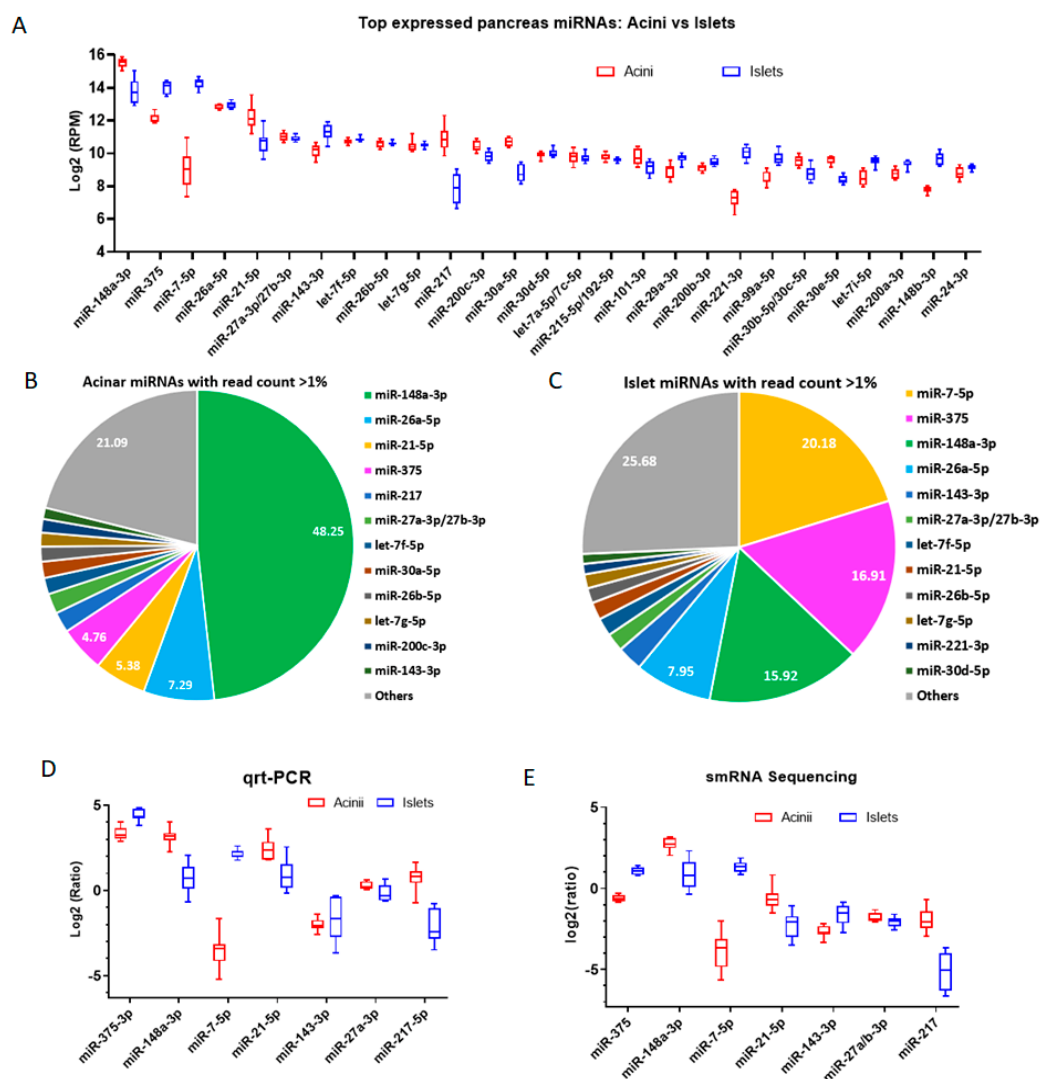 A
Top expressed pancreas miRNAs: Acini vs Islets
Acini
Islets
Log2 (RPM)
16
14
12
10
8
6
4
miR-148a-3p
miR-375
miR-7-5p
miR-26a-5p
miR-21-5p
miR-27a-3p/27b-3p
miR-143-3p
let-7f-5p
miR-26b-5p
let-7g-5p
miR-217
miR-200c-3p
miR-30a-5p
miR-30d-5p
let-7a-5p/7c-5p
miR-215-5p/192-5p
miR-101-3p
miR-29a-3p
miR-200b-3p
miR-221-3p
miR-99a-5p
miR-30b-5p/30c-5p
miR-30e-5p
let-7i-5p
miR-200a-3p
miR-148b-3p
miR-24-3p
B
Acinar miRNAs with read count >1%
21.09
48.25
4.76
5.38
7.29
miR-148a-3p
miR-26a-5p
miR-21-5p
miR-375
miR-217
miR-27a-3p/27b-3p
let-7f-5p
miR-30a-5p
miR-26b-5p
let-7g-5p
miR-200c-3p
miR-143-3p
Others
C
Islet miRNAs with read count >1%
25.68
20.18
16.91
7.95
15.92
miR-7-5p
miR-375
miR-148a-3p
miR-26a-5p
miR-143-3p
miR-27a-3p/27b-3p
let-7f-5p
miR-21-5p
miR-26b-5p
let-7g-5p
miR-221-3p
miR-30d-5p
Others
D
qrt-PCR
Acinii
Islets
Log2 (Ratio)
5
0
-5
miR-375-3p
miR-148a-3p
miR-7-5p
miR-21-5p
miR-143-3p
miR-27a-3p
miR-217-5p
E
smRNA Sequencing
Acinii
Islets
log2(ratio)
5
0
-5
miR-375
miR-148a-3p
miR-7-5p
miR-21-5p
miR-143-3p
miR-27a/b-3p
miR-217